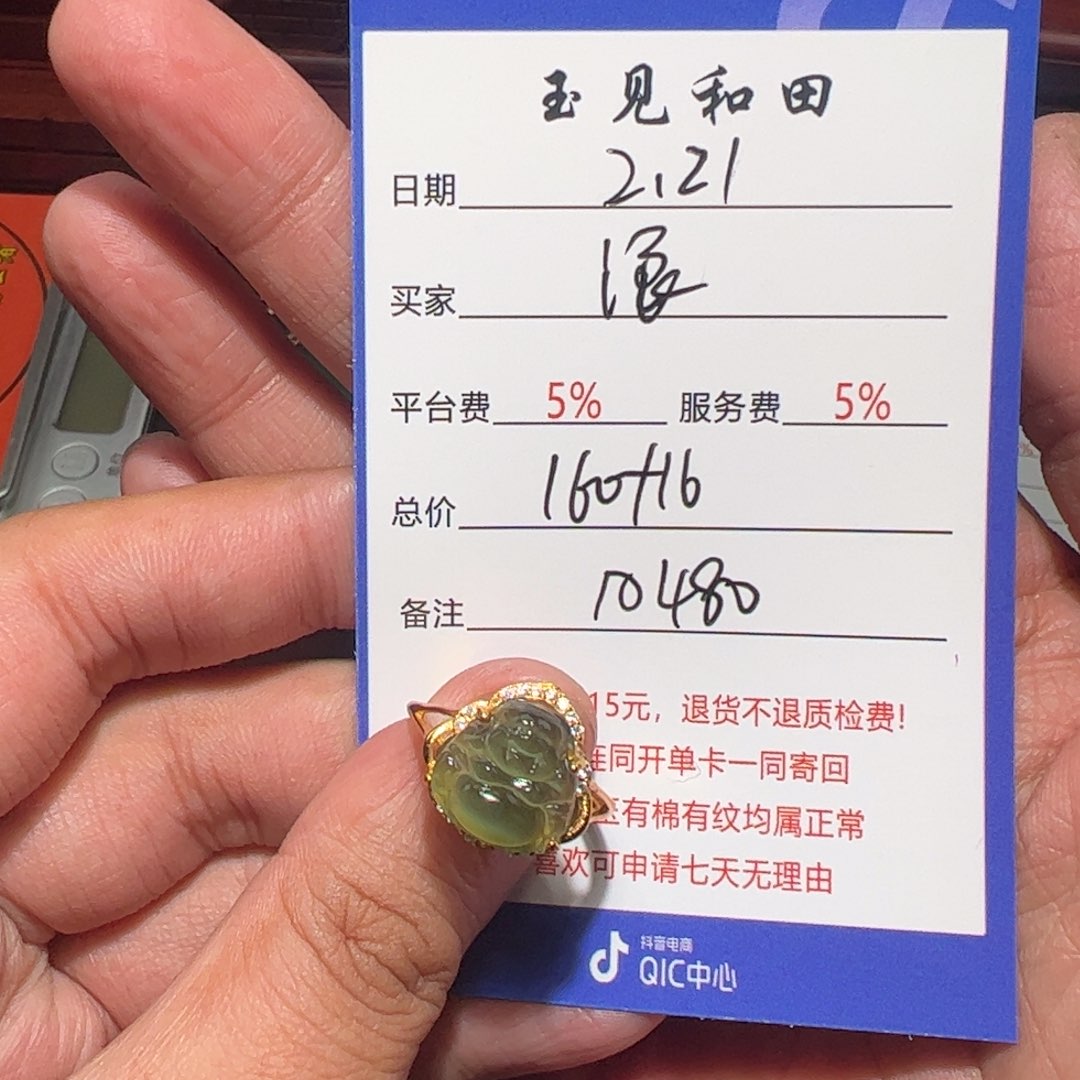 玉见和田
日期 2.21
买家 浪
平台费 5% 服务费 5%
总价 160+16
备注 10480
15元，退货不退质检费！
连同开单卡一同寄回
有棉有纹均属正常
喜欢可申请七天无理由
抖音电商
QIC中心